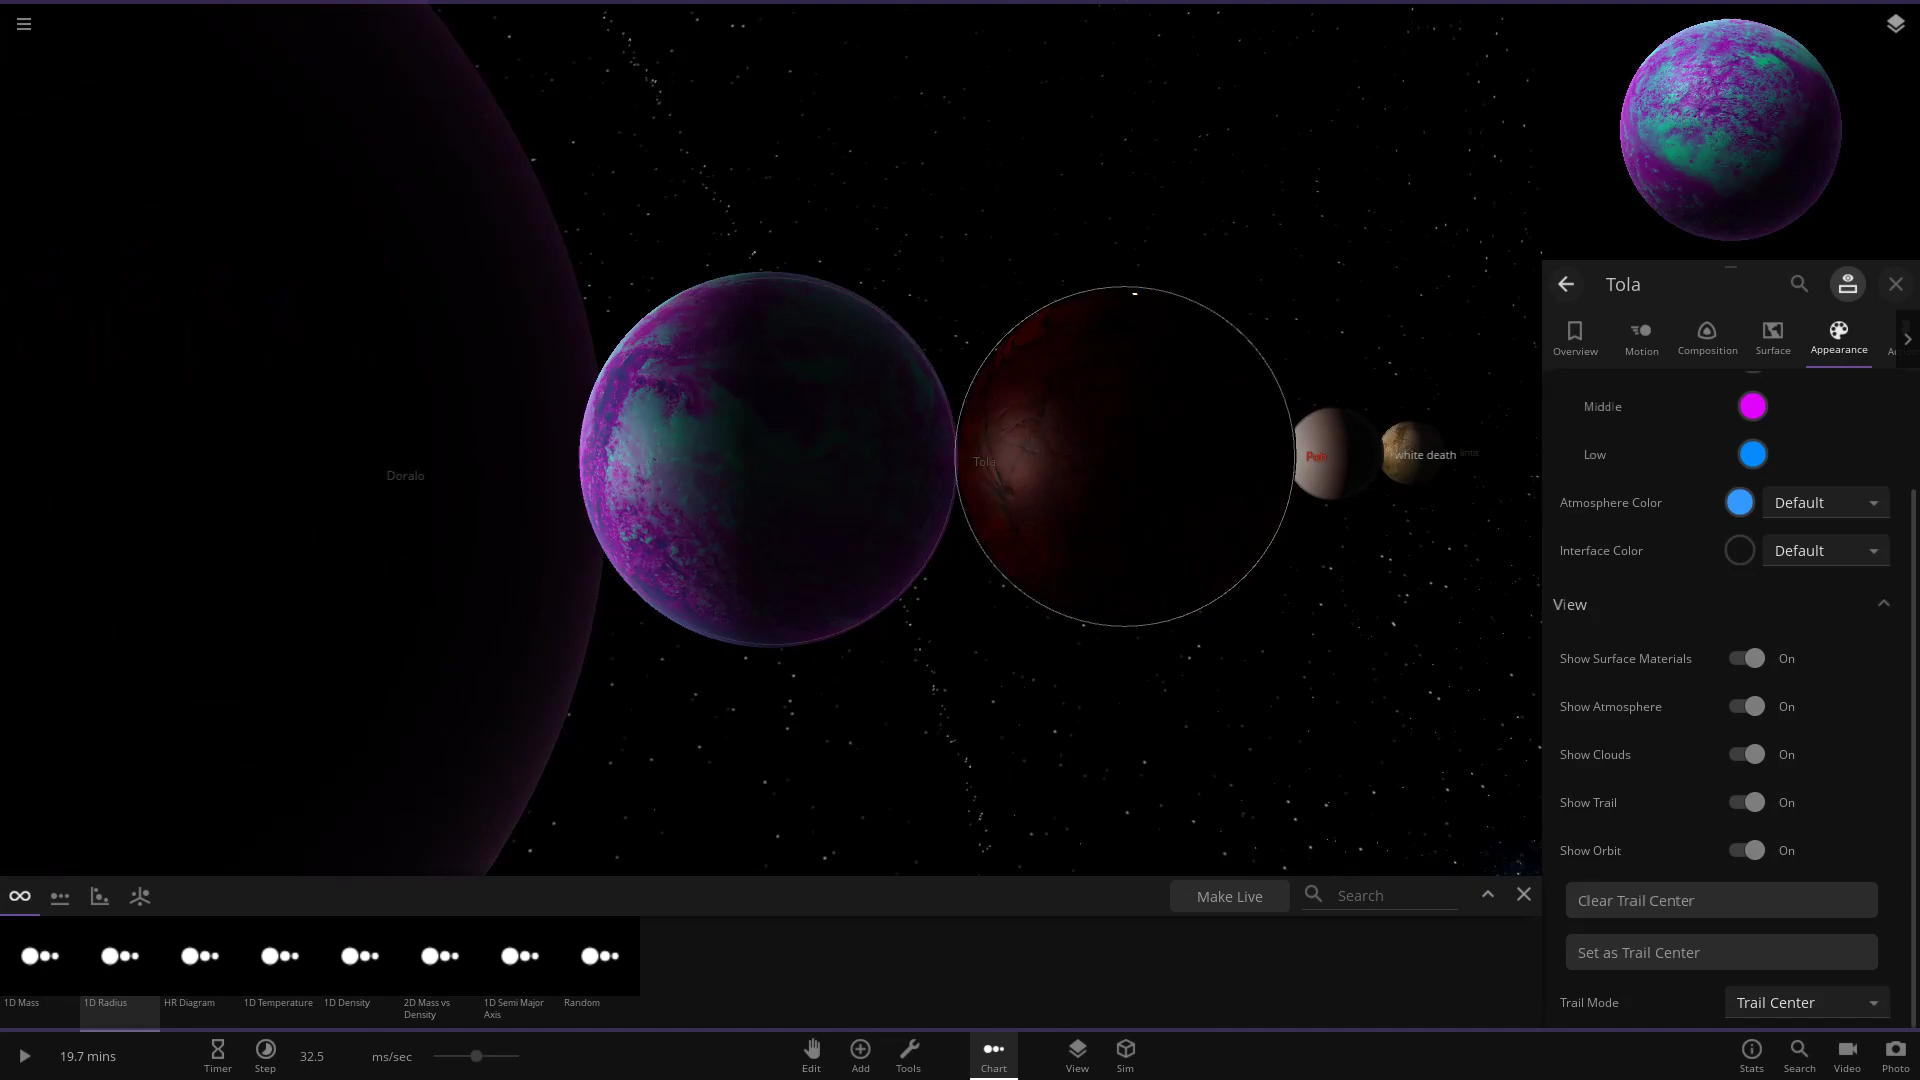 Doralo
Tola
white death
Tola
Overview
Motion
Composition
Surface
Appearance
Middle
Low
Atmosphere Color
Default
Interface Color
Default
View
Show Surface Materials
On
Show Atmosphere
On
Show Clouds
On
Show Trail
On
Show Orbit
On
Clear Trail Center
Set as Trail Center
Trail Mode
Trail Center
Make Live
Search
1D Mass
1D Radius
HR Diagram
1D Temperature
1D Density
2D Mass vs
Density
1D Semi Major
Axis
Random
19.7 mins
Timer
Step
32.5
ms/sec
Edit
Add
Tools
Chart
View
Sim
Stats
Search
Video
Photo